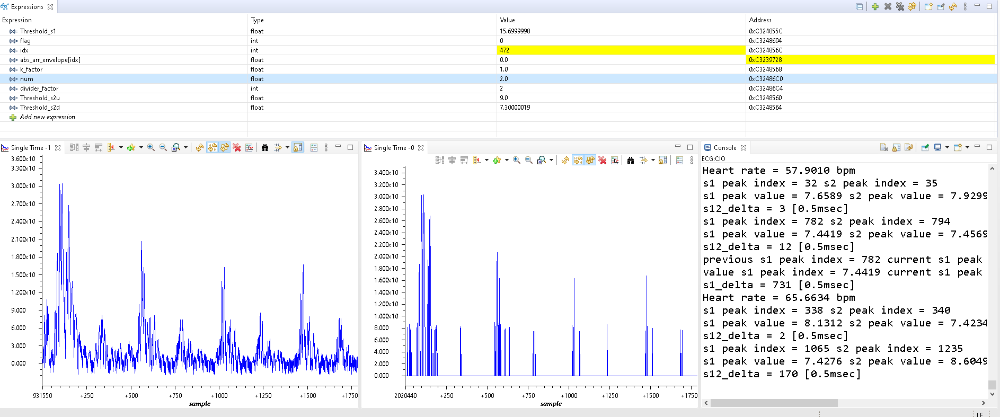 Expressions
Expression Type Value Address
(x)= Threshold_s1 float 15.6999998 0xC324855C
(x)= flag int 0 0xC3248694
(x)= idx int 472 0xC324856C
(x)= abs_arr_envelope[idx] float 0.0 0xC3239728
(x)= k_factor float 1.0 0xC3248568
(x)= num float 2.0 0xC32486C0
(x)= divider_factor int 2 0xC32486C4
(x)= Threshold_s2u float 9.0 0xC3248560
(x)= Threshold_s2d float 7.30000019 0xC3248564
Add new expression
Single Time -1
3.600x10
3.300x10
3.000x10
2.700x10
2.400x10
2.100x10
1.800x10
1.500x10
1.200x10
9.000
6.000
3.000
0.000
931550 +250 +500 +750 +1000 +1250 +1500 +1750
sample
Single Time -0
3.400x10
3.200x10
3.000x10
2.800x10
2.600x10
2.400x10
2.200x10
2.000x10
1.800x10
1.600x10
1.400x10
1.200x10
1.000x10
8.000
6.000
4.000
2.000
0.000
2020440 +250 +500 +750 +1000 +1250 +1500 +1750
sample
Console
ECG:CIO
Heart rate = 57.9010 bpm
s1 peak index = 32 s2 peak index = 35
s1 peak value = 7.6589 s2 peak value = 7.9299
s12_delta = 3 [0.5msec]
s1 peak index = 782 s2 peak index = 794
s1 peak value = 7.4419 s2 peak value = 7.4569
s12_delta = 12 [0.5msec]
previous s1 peak index = 782 current s1 peak
value s1 peak index = 7.4419 current s1 peak
s1_delta = 731 [0.5msec]
Heart rate = 65.6634 bpm
s1 peak index = 338 s2 peak index = 340
s1 peak value = 8.1312 s2 peak value = 7.4234
s12_delta = 2 [0.5msec]
s1 peak index = 1065 s2 peak index = 1235
s1 peak value = 7.4276 s2 peak value = 8.6049
s12_delta = 170 [0.5msec]